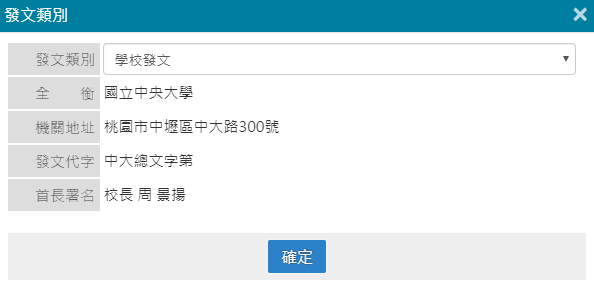 發文類別
發文類別 學校發文
全 銜 國立中央大學
機關地址 桃園市中壢區中大路300號
發文代字 中大總文字第
首長署名 校長 周 景揚
確定